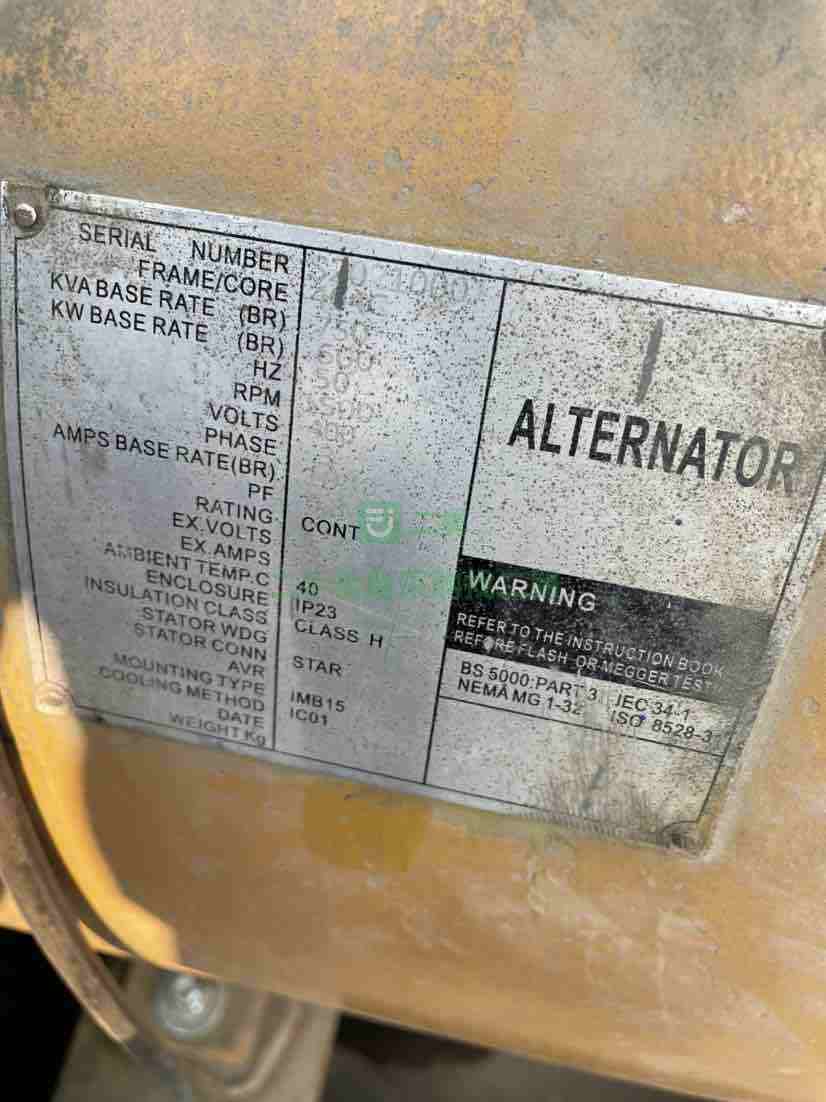 SERIAL NUMBER
FRAME/CORE
KVA BASE RATE (BR) 750
KW BASE RATE (BR) 600
HZ 50
RPM
VOLTS
PHASE
AMPS BASE RATE(BR)
PF
RATING CONT
EX.VOLTS
EX.AMPS
AMBIENT TEMP.C 40
ENCLOSURE IP23
INSULATION CLASS CLASS H
STATOR WDG
STATOR CONN STAR
AVR
MOUNTING TYPE IMB15
COOLING METHOD IC01
DATE
WEIGHT KG
ALTERNATOR
WARNING
REFER TO THE INSTRUCTION BOOK
BEFORE FLASH OR MEGGER TEST
BS 5000:PART 3 IEC 34-1
NEMA MG 1-32 ISO 8528-3